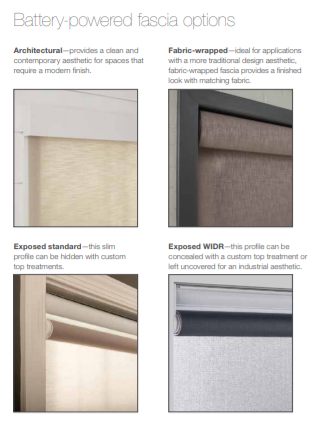 Battery-powered fascia options
Architectural—provides a clean and
contemporary aesthetic for spaces that
require a modern finish.
Fabric-wrapped—ideal for applications
with a more traditional design aesthetic,
fabric-wrapped fascia provides a finished
look with matching fabric.
Exposed standard—this slim
profile can be hidden with custom
top treatments.
Exposed WIDR—this profile can be
concealed with a custom top treatment or
left uncovered for an industrial aesthetic.